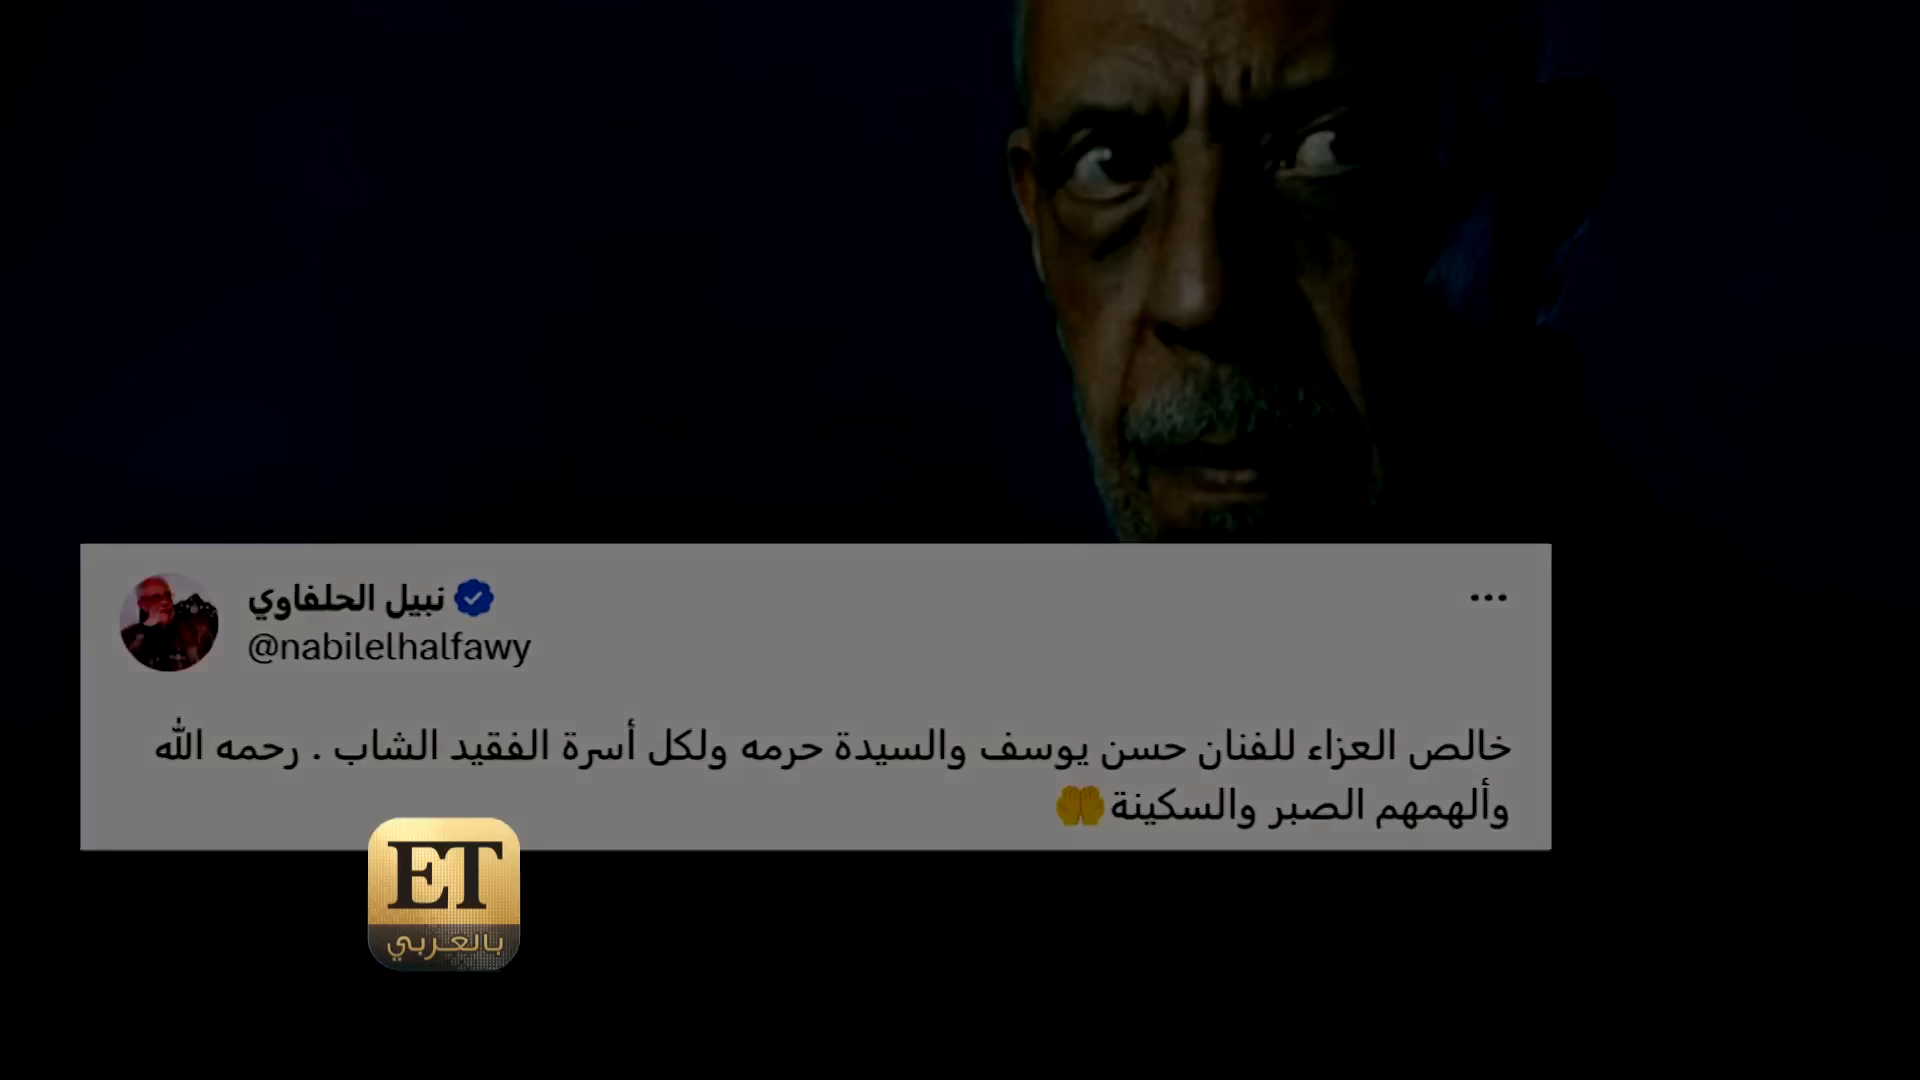 نبيل الحلفاوي
@nabilelhalfawy
خالص العزاء للفنان حسن يوسف والسيدة حرمه ولكل أسرة الفقيد الشاب . رحمه الله
وألهمهم الصبر والسكينة🤲
ET
بالعربي